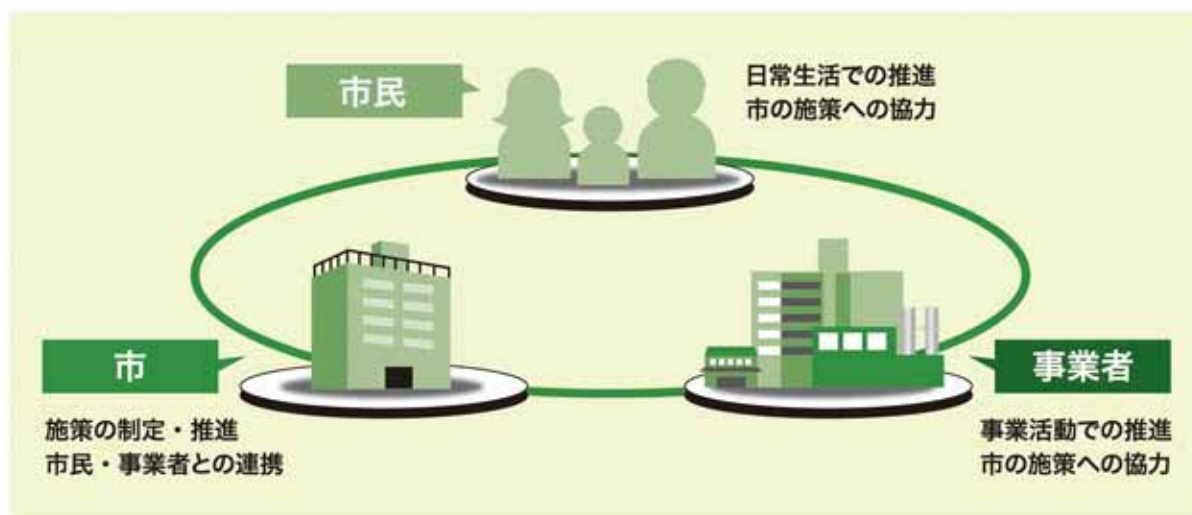 市民
日常生活での推進
市の施策への協力
市
施策の制定・推進
市民・事業者との連携
事業者
事業活動での推進
市の施策への協力